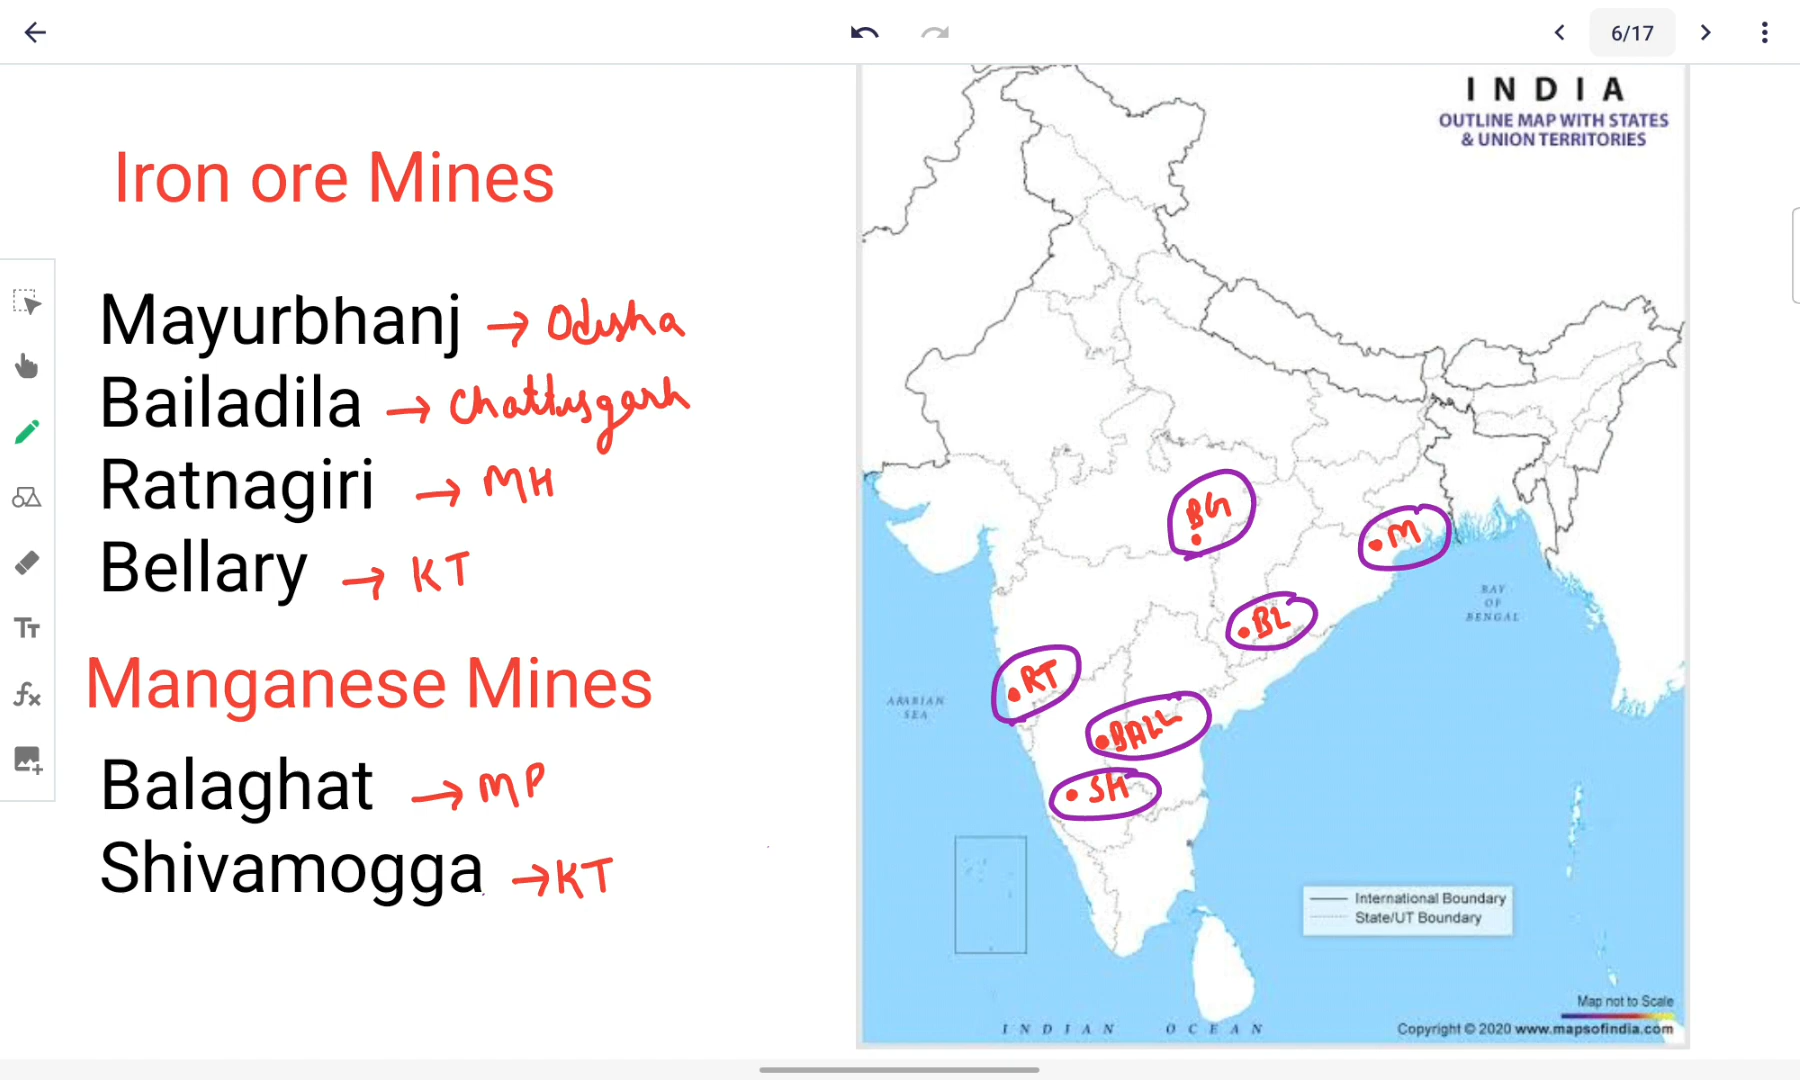 6/17
Iron ore Mines
Mayurbhanj → Odisha
Bailadila → Chattisgarh
Ratnagiri → MH
Bellary → KT
Manganese Mines
Balaghat → MP
Shivamogga → KT
Tт
fx
INDIA
OUTLINE MAP WITH STATES
& UNION TERRITORIES
BG
M
BL
RT
BALL
SH
BAY
OF
BENGAL
ARABIAN
SEA
International Boundary
State/UT Boundary
Map not to Scale
INDIAN OCEAN
Copyright © 2020 www.mapsofindia.com